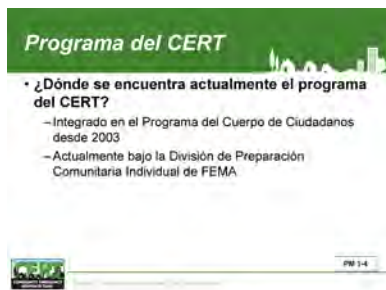 Programa del CERT
• ¿Dónde se encuentra actualmente el programa
del CERT?
–Integrado en el Programa del Cuerpo de Ciudadanos
desde 2003
–Actualmente bajo la División de Preparación
Comunitaria Individual de FEMA
CERT
PM 1-4